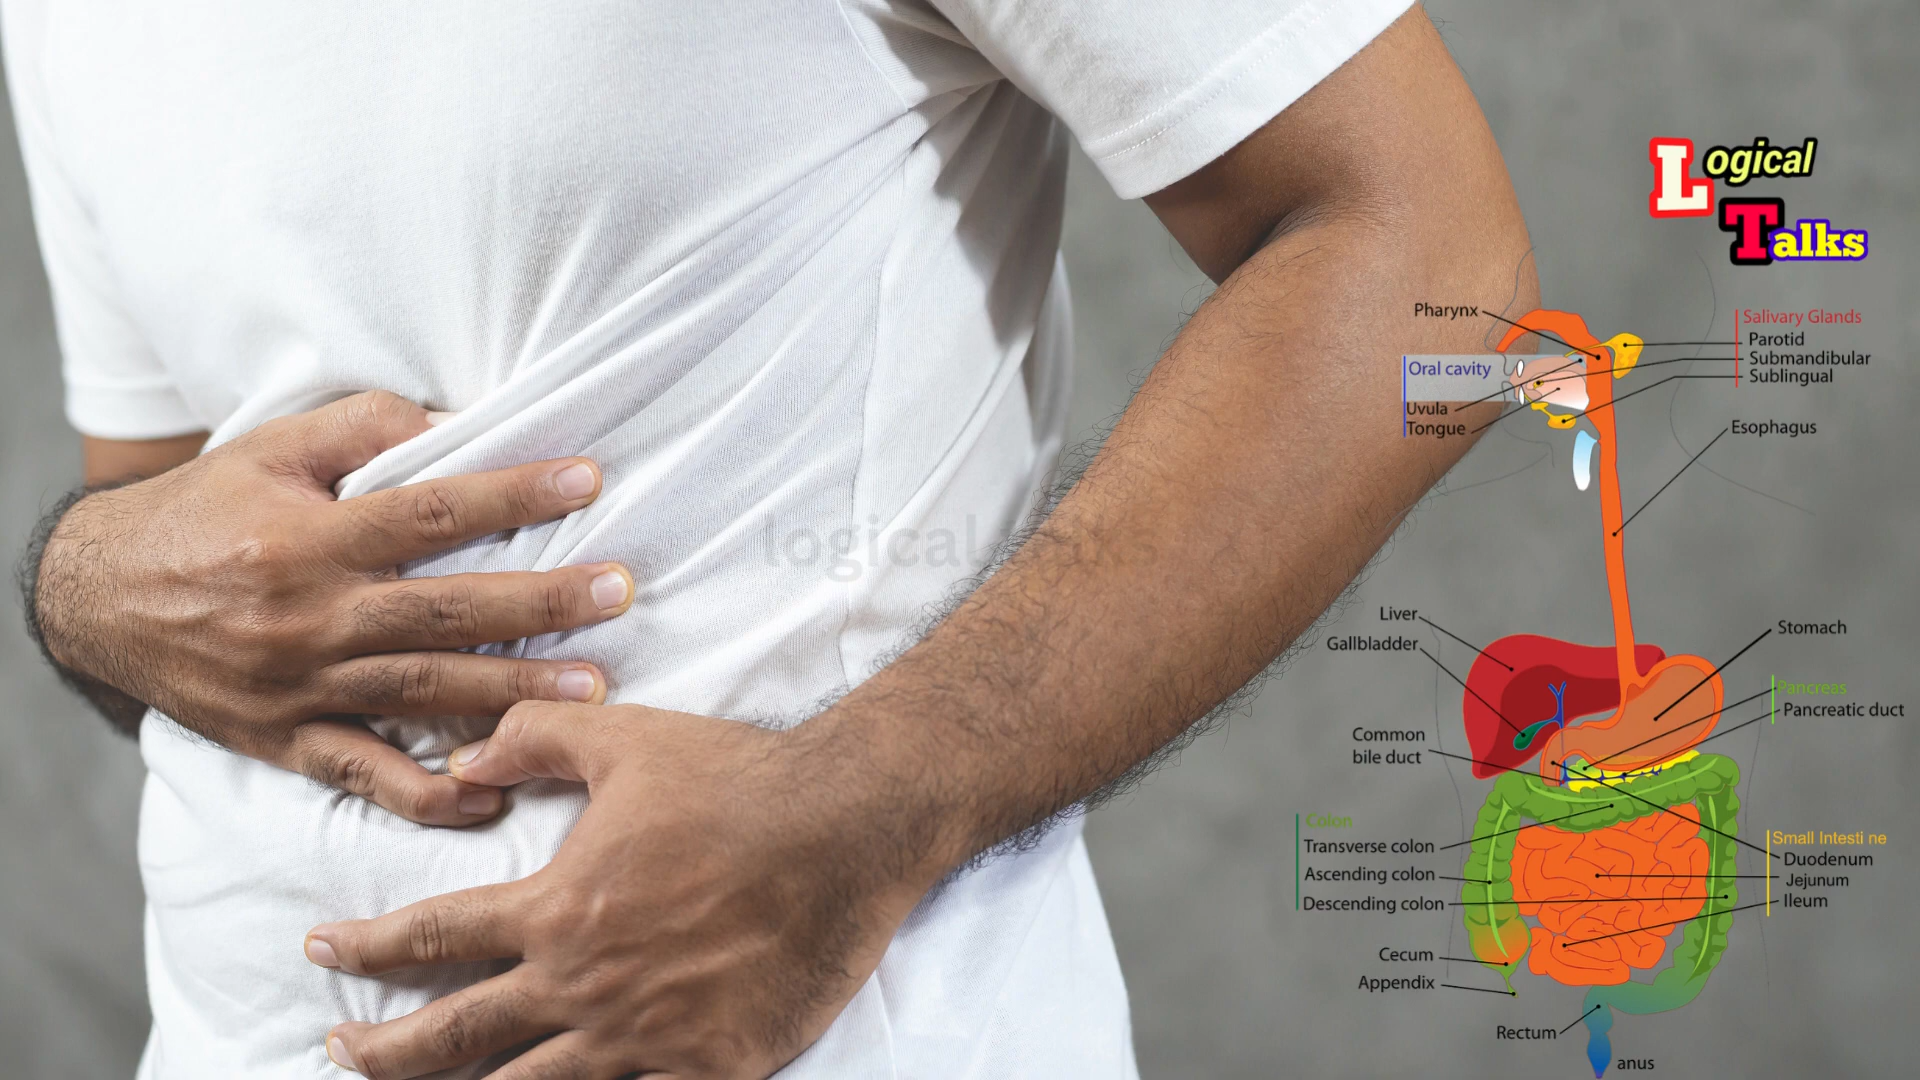 Logical
Talks
Pharynx
Salivary Glands
Parotid
Submandibular
Sublingual
Oral cavity
Uvula
Tongue
Esophagus
logical talks
Liver
Gallbladder
Stomach
Pancreas
Pancreatic duct
Common
bile duct
Colon
Transverse colon
Ascending colon
Descending colon
Small Intesti ne
Duodenum
Jejunum
Ileum
Cecum
Appendix
Rectum
anus